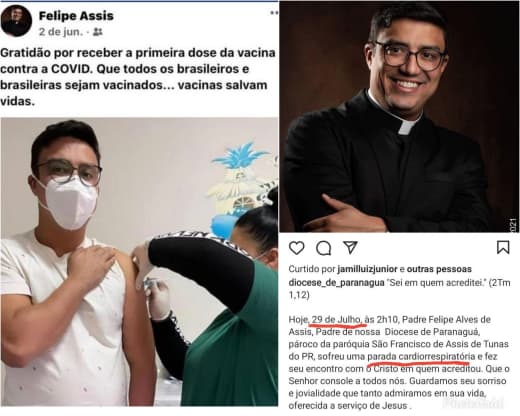 Felipe Assis
2 de jun. ·
Gratidão por receber a primeira dose da vacina
contra a COVID. Que todos os brasileiros e
brasileiras sejam vacinados... vacinas salvam
vidas.
2021
Curtido por jamilluizjunior e outras pessoas
diocese_de_paranagua "Sei em quem acreditei." (2Tm
1,12)
Hoje, 29 de Julho, às 2h10, Padre Felipe Alves de
Assis, Padre de nossa Diocese de Paranaguá,
pároco da paróquia São Francisco de Assis de Tunas
do PR, sofreu uma parada cardiorrespiratória e fez
seu encontro com o Cristo em quem acreditou. Que o
Senhor console a todos nós. Guardamos seu sorriso
e jovialidade que tanto admiramos em sua vida,
oferecida a serviço de Jesus .